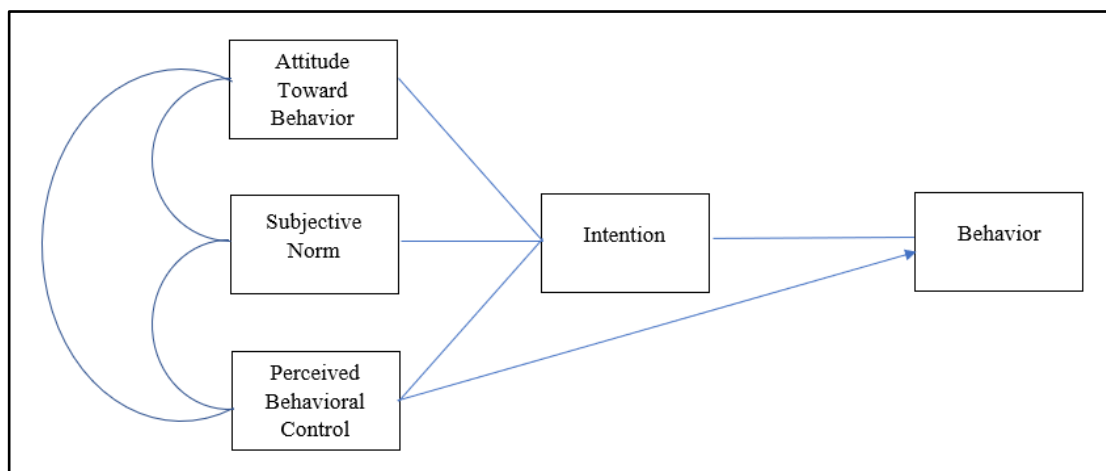 Attitude
Toward
Behavior
Subjective
Norm
Intention
Behavior
Perceived
Behavioral
Control